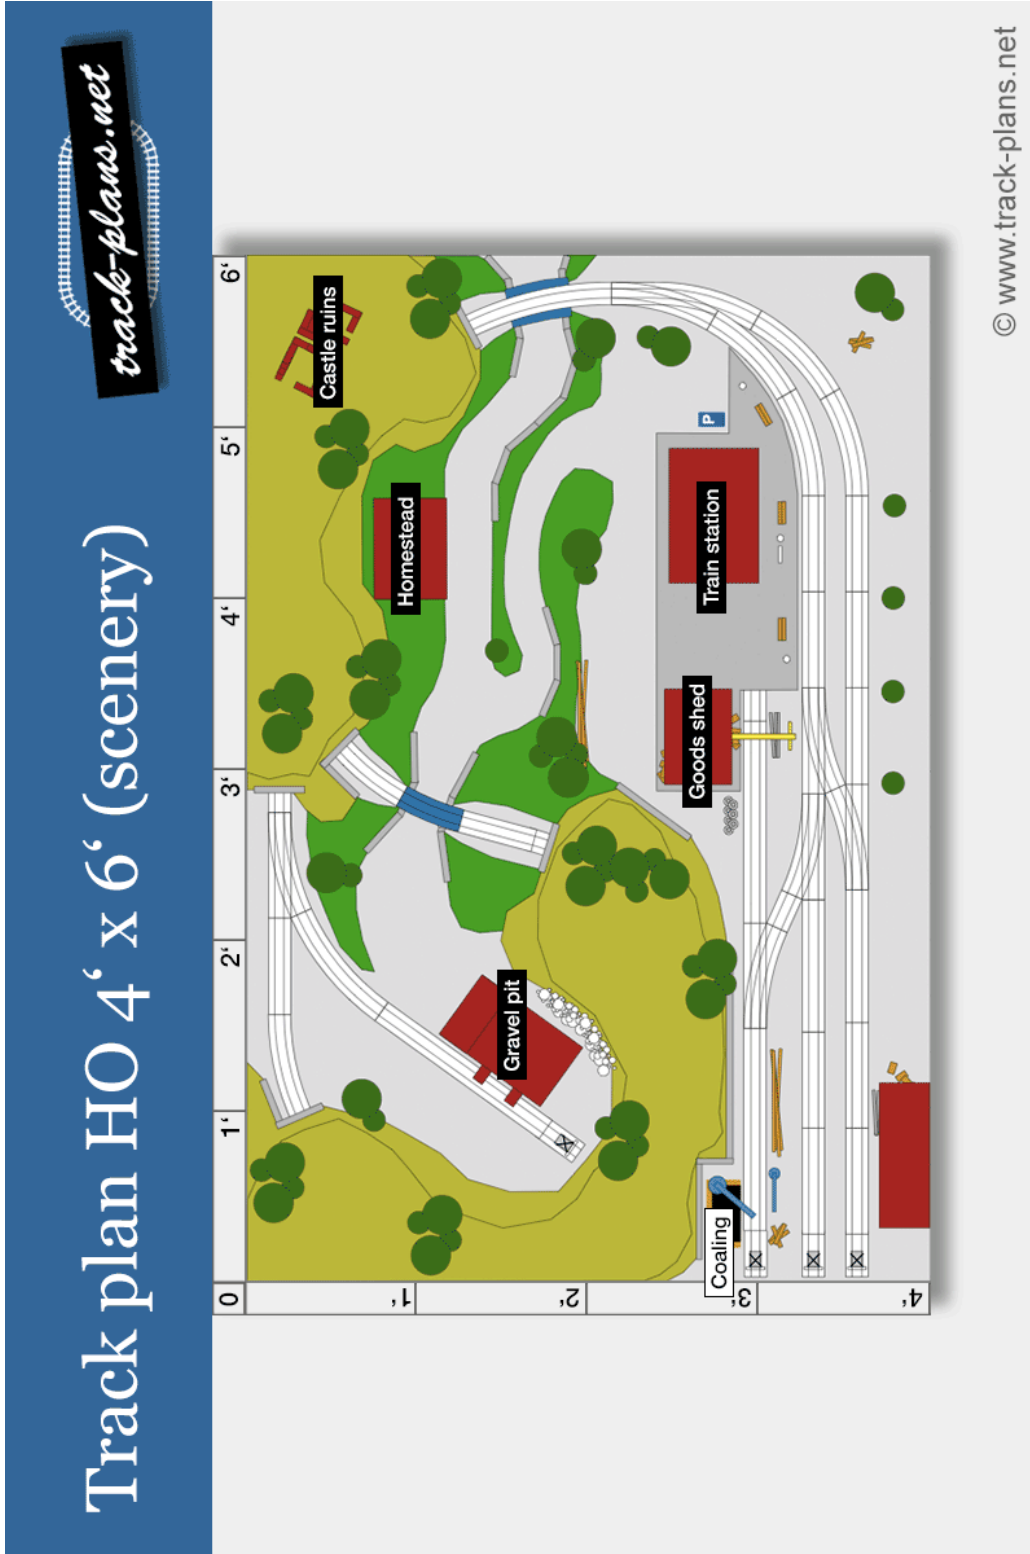 Track plan HO 4‘ x 6‘ (scenery)
track-plans.net
0
1‘
2‘
3‘
4‘
5‘
6‘
1‘
2‘
3‘
4‘
Castle ruins
Homestead
Gravel pit
Goods shed
Train station
P
Coaling
© www.track-plans.net